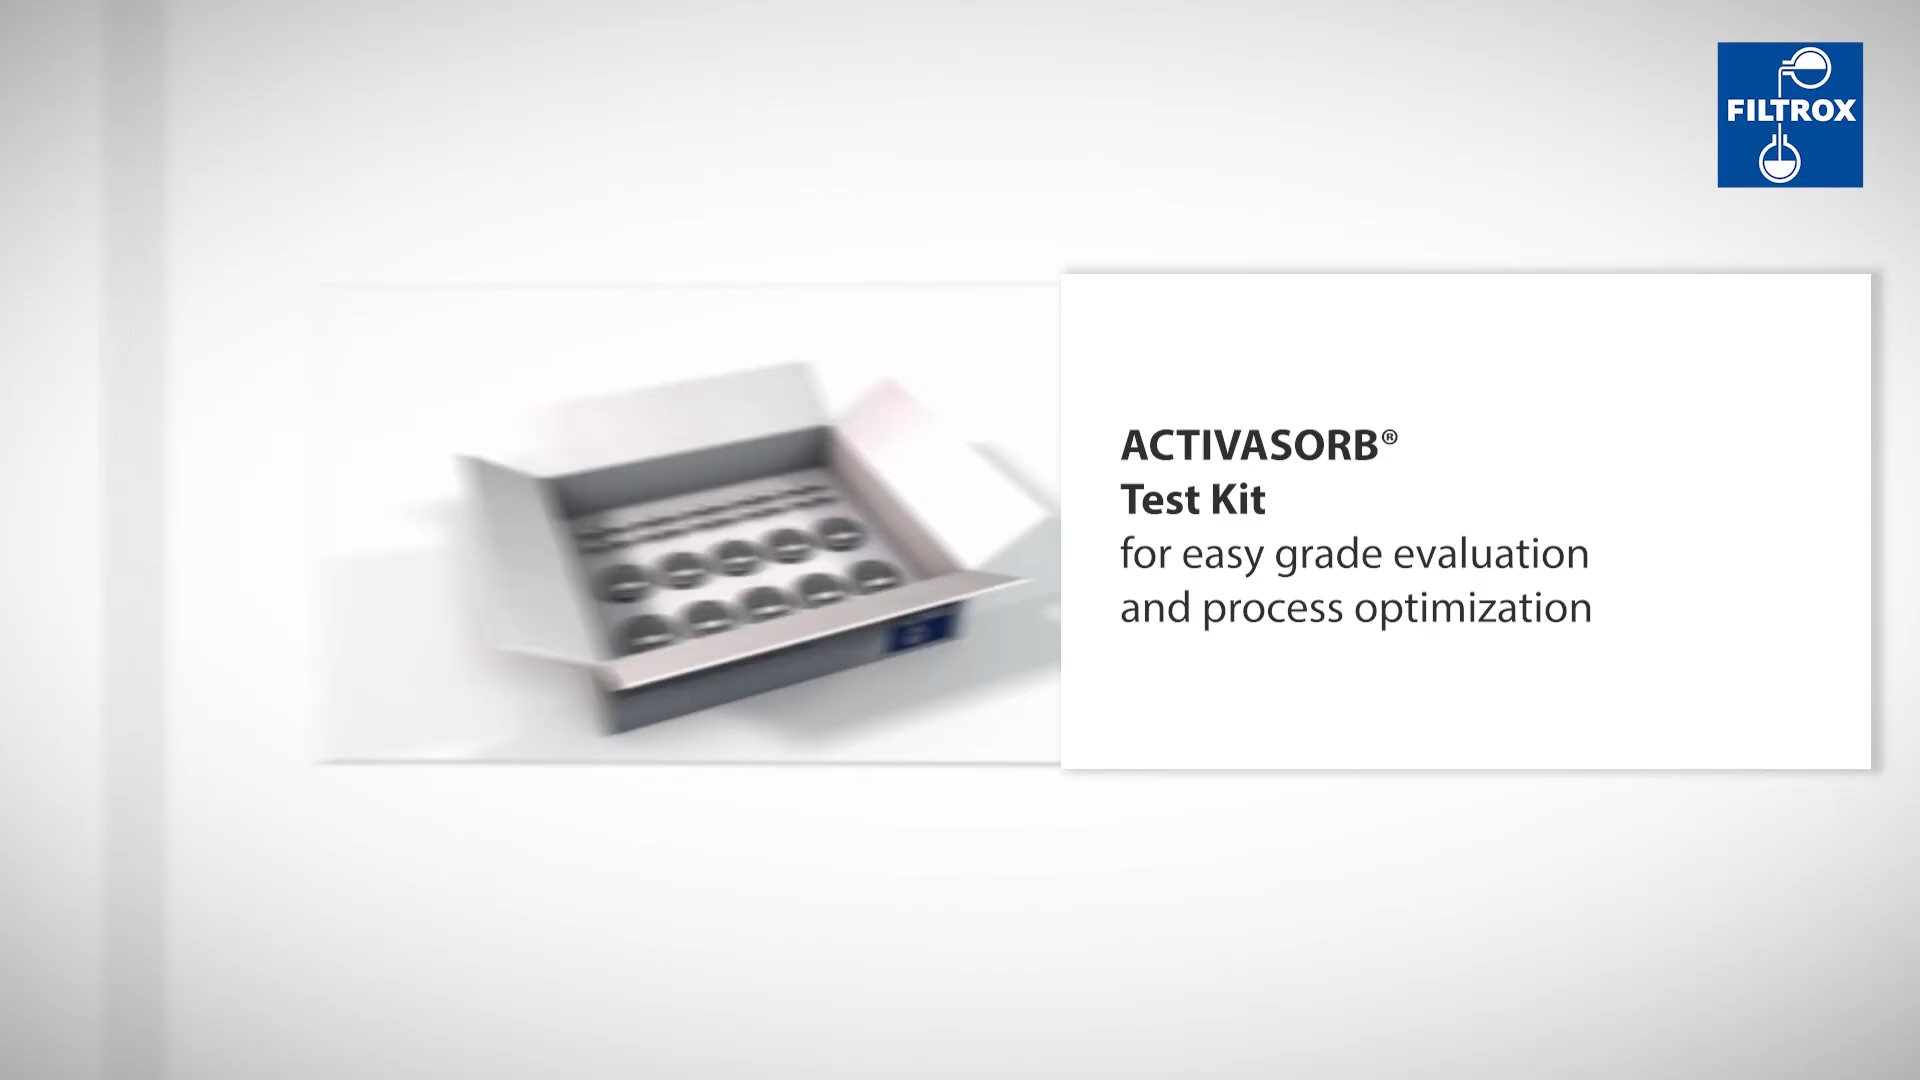 FILTROX
ACTIVASORB®
Test Kit
for easy grade evaluation
and process optimization